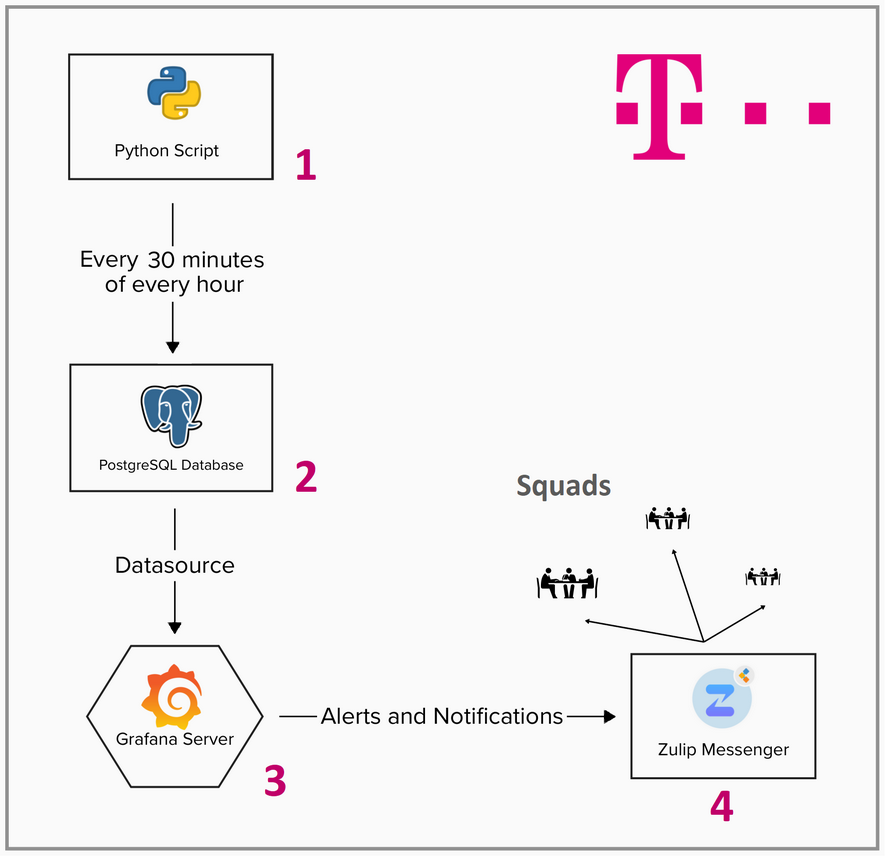 Python Script
1
T
Every 30 minutes
of every hour
PostgreSQL Database
2
Squads
Datasource
Grafana Server
3
Alerts and Notifications
Zulip Messenger
4